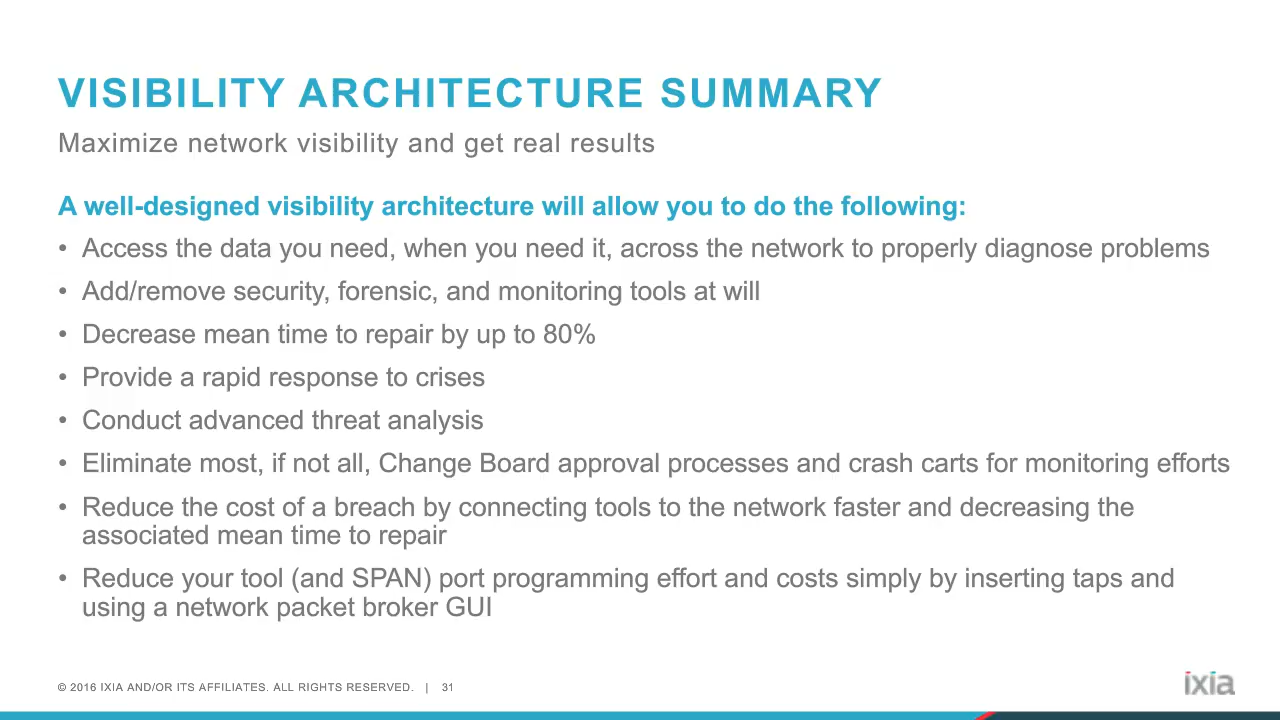 VISIBILITY ARCHITECTURE SUMMARY
Maximize network visibility and get real results
A well-designed visibility architecture will allow you to do the following:
• Access the data you need, when you need it, across the network to properly diagnose problems
• Add/remove security, forensic, and monitoring tools at will
• Decrease mean time to repair by up to 80%
• Provide a rapid response to crises
• Conduct advanced threat analysis
• Eliminate most, if not all, Change Board approval processes and crash carts for monitoring efforts
• Reduce the cost of a breach by connecting tools to the network faster and decreasing the
associated mean time to repair
• Reduce your tool (and SPAN) port programming effort and costs simply by inserting taps and
using a network packet broker GUI
© 2016 IXIA AND/OR ITS AFFILIATES. ALL RIGHTS RESERVED. | 31
ixia